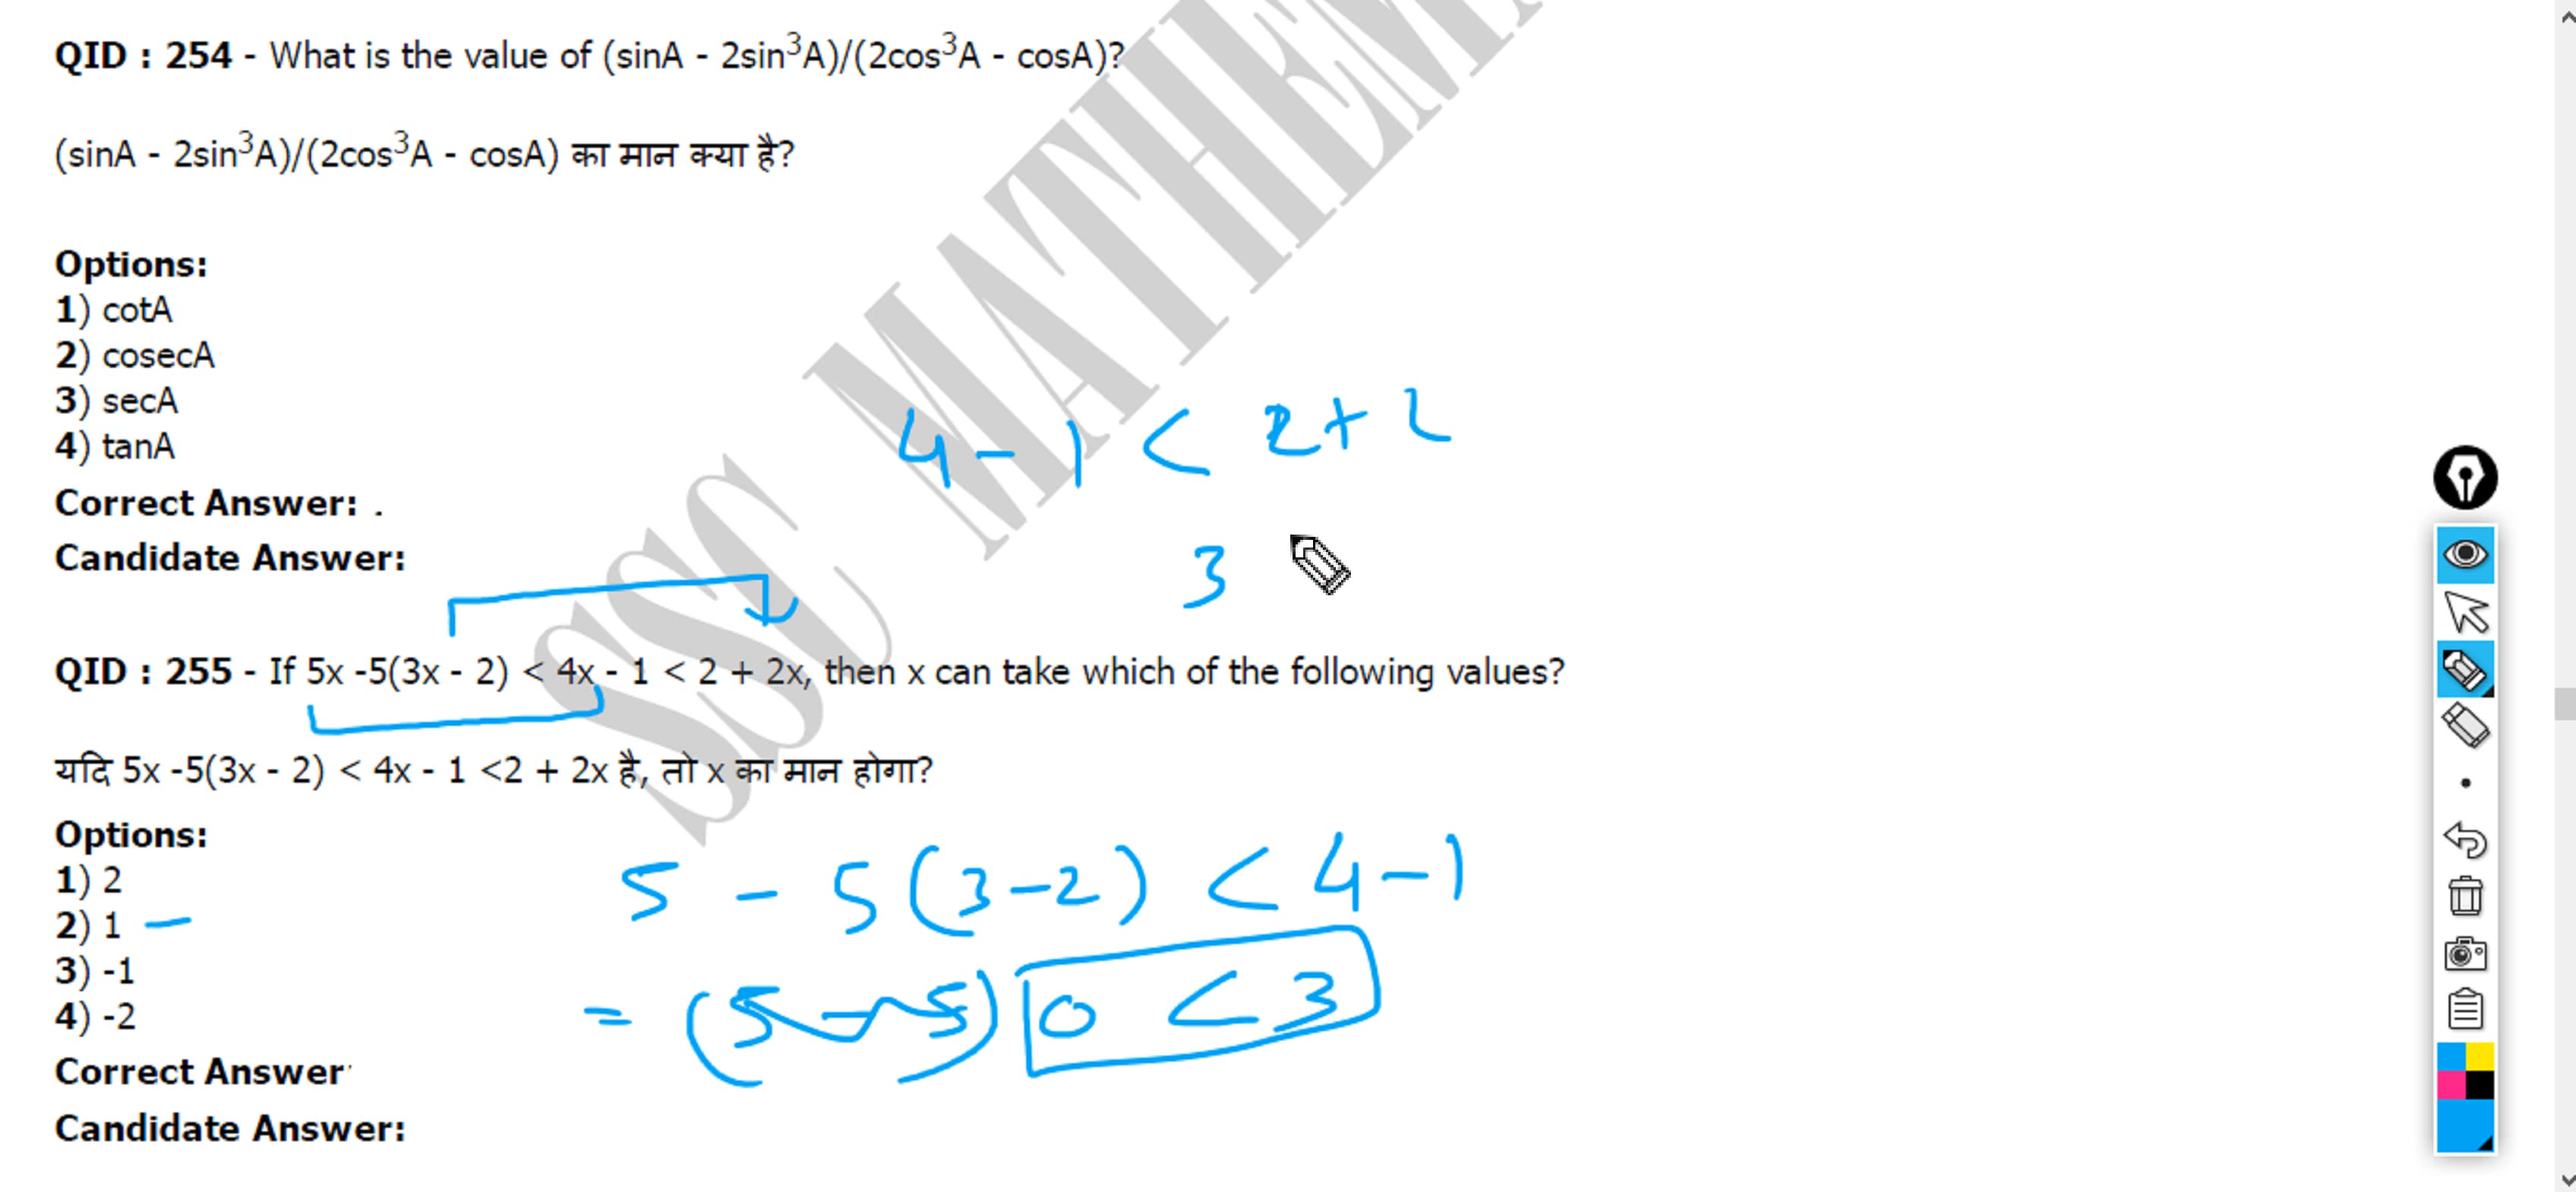 QID : 254 - What is the value of (sinA - 2sin³A)/(2cos³A - cosA)?
(sinA - 2sin³A)/(2cos³A - cosA) का मान क्या है?
Options:
1) cotA
2) cosecA
3) secA
4) tanA
4 - 1 < 2 + 2
Correct Answer: .
Candidate Answer:
3
QID : 255 - If 5x -5(3x - 2) < 4x - 1 < 2 + 2x, then x can take which of the following values?
यदि 5x -5(3x - 2) < 4x - 1 <2 + 2x है, तो x का मान होगा?
Options:
1) 2
2) 1 -
3) -1
4) -2
5 - 5 (3-2) < 4-1
= (5-5) 0 < 3
Correct Answer
Candidate Answer:
SSC MATHEM